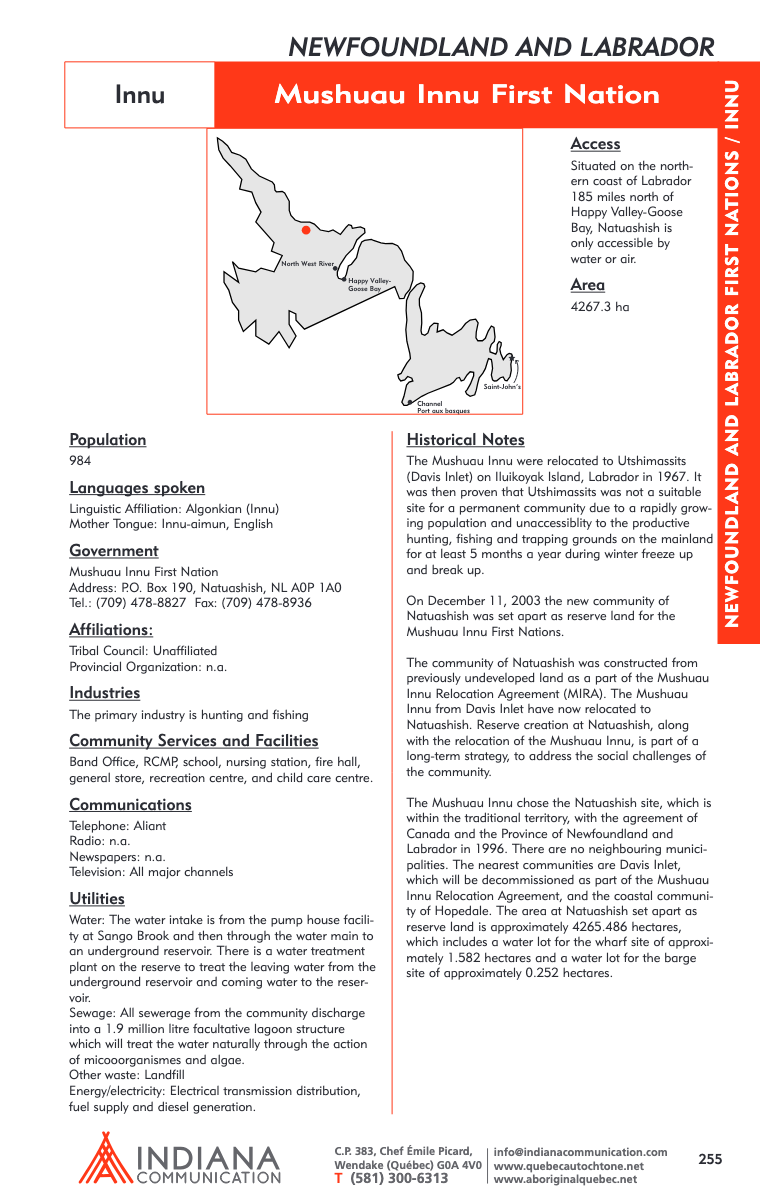 NEWFOUNDLAND AND LABRADOR
Innu
Mushuau Innu First Nation
NEWFOUNDLAND AND LABRADOR FIRST NATIONS / INNU
North West River
Happy Valley-
Goose Bay
Saint-John's
Channel
Port aux basques
Access
Situated on the north-
ern coast of Labrador
185 miles north of
Happy Valley-Goose
Bay, Natuashish is
only accessible by
water or air.
Area
4267.3 ha
Population
984
Languages spoken
Linguistic Affiliation: Algonkian (Innu)
Mother Tongue: Innu-aimun, English
Government
Mushuau Innu First Nation
Address: P.O. Box 190, Natuashish, NL A0P 1A0
Tel.: (709) 478-8827 Fax: (709) 478-8936
Affiliations:
Tribal Council: Unaffiliated
Provincial Organization: n.a.
Industries
The primary industry is hunting and fishing
Community Services and Facilities
Band Office, RCMP, school, nursing station, fire hall,
general store, recreation centre, and child care centre.
Communications
Telephone: Aliant
Radio: n.a.
Newspapers: n.a.
Television: All major channels
Utilities
Water: The water intake is from the pump house facili-
ty at Sango Brook and then through the water main to
an underground reservoir. There is a water treatment
plant on the reserve to treat the leaving water from the
underground reservoir and coming water to the reser-
voir.
Sewage: All sewerage from the community discharge
into a 1.9 million litre facultative lagoon structure
which will treat the water naturally through the action
of micooorganismes and algae.
Other waste: Landfill
Energy/electricity: Electrical transmission distribution,
fuel supply and diesel generation.
Historical Notes
The Mushuau Innu were relocated to Utshimassits
(Davis Inlet) on Iluikoyak Island, Labrador in 1967. It
was then proven that Utshimassits was not a suitable
site for a permanent community due to a rapidly grow-
ing population and unaccessiblity to the productive
hunting, fishing and trapping grounds on the mainland
for at least 5 months a year during winter freeze up
and break up.
On December 11, 2003 the new community of
Natuashish was set apart as reserve land for the
Mushuau Innu First Nations.
The community of Natuashish was constructed from
previously undeveloped land as a part of the Mushuau
Innu Relocation Agreement (MIRA). The Mushuau
Innu from Davis Inlet have now relocated to
Natuashish. Reserve creation at Natuashish, along
with the relocation of the Mushuau Innu, is part of a
long-term strategy, to address the social challenges of
the community.
The Mushuau Innu chose the Natuashish site, which is
within the traditional territory, with the agreement of
Canada and the Province of Newfoundland and
Labrador in 1996. There are no neighbouring munici-
palities. The nearest communities are Davis Inlet,
which will be decommissioned as part of the Mushuau
Innu Relocation Agreement, and the coastal communi-
ty of Hopedale. The area at Natuashish set apart as
reserve land is approximately 4265.486 hectares,
which includes a water lot for the wharf site of approxi-
mately 1.582 hectares and a water lot for the barge
site of approximately 0.252 hectares.
INDIANA
COMMUNICATION
C.P. 383, Chef Émile Picard,
Wendake (Québec) G0A 4V0
T (581) 300-6313
info@indianacommunication.com
www.quebecautochtone.net
www.aboriginalquebec.net
255